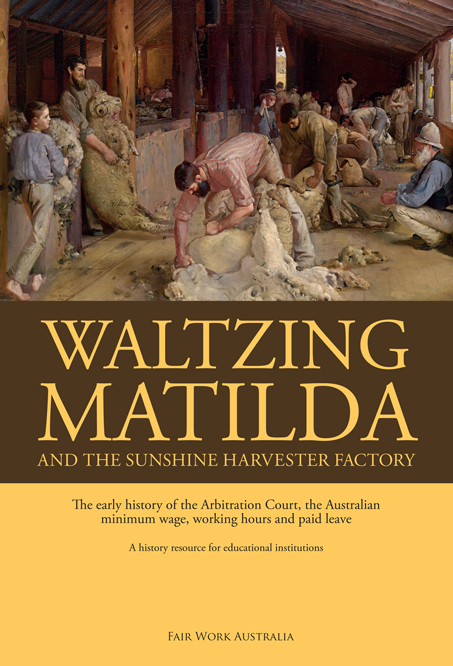 WALTZING
MATILDA
AND THE SUNSHINE HARVESTER FACTORY
The early history of the Arbitration Court, the Australian
minimum wage, working hours and paid leave
A history resource for educational institutions
FAIR WORK AUSTRALIA